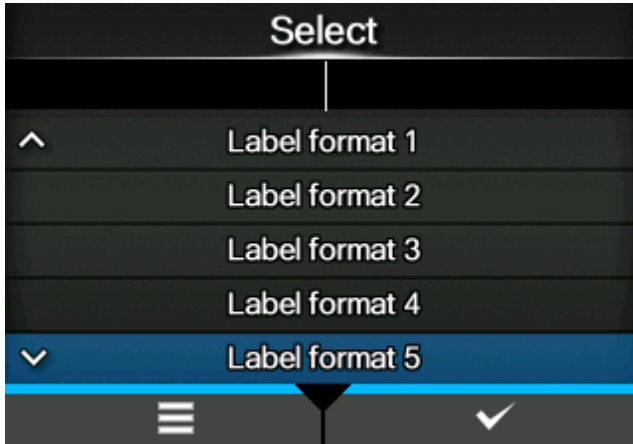 Select
Label format 1
Label format 2
Label format 3
Label format 4
Label format 5